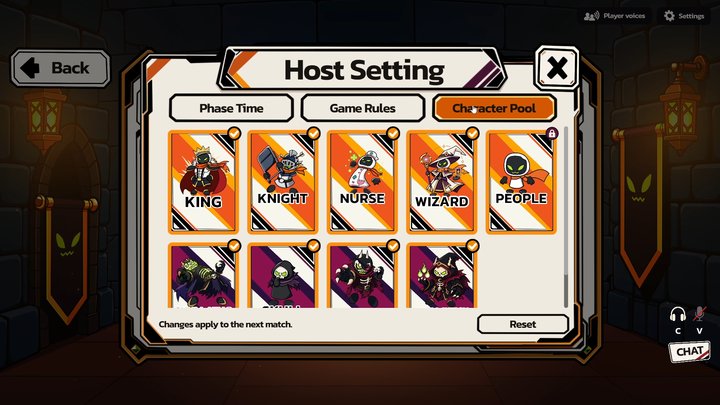 Player voices
Settings
Back
Host Setting
X
Phase Time
Game Rules
Character Pool
KING
KNIGHT
NURSE
WIZARD
PEOPLE
Changes apply to the next match.
Reset
C
V
CHAT